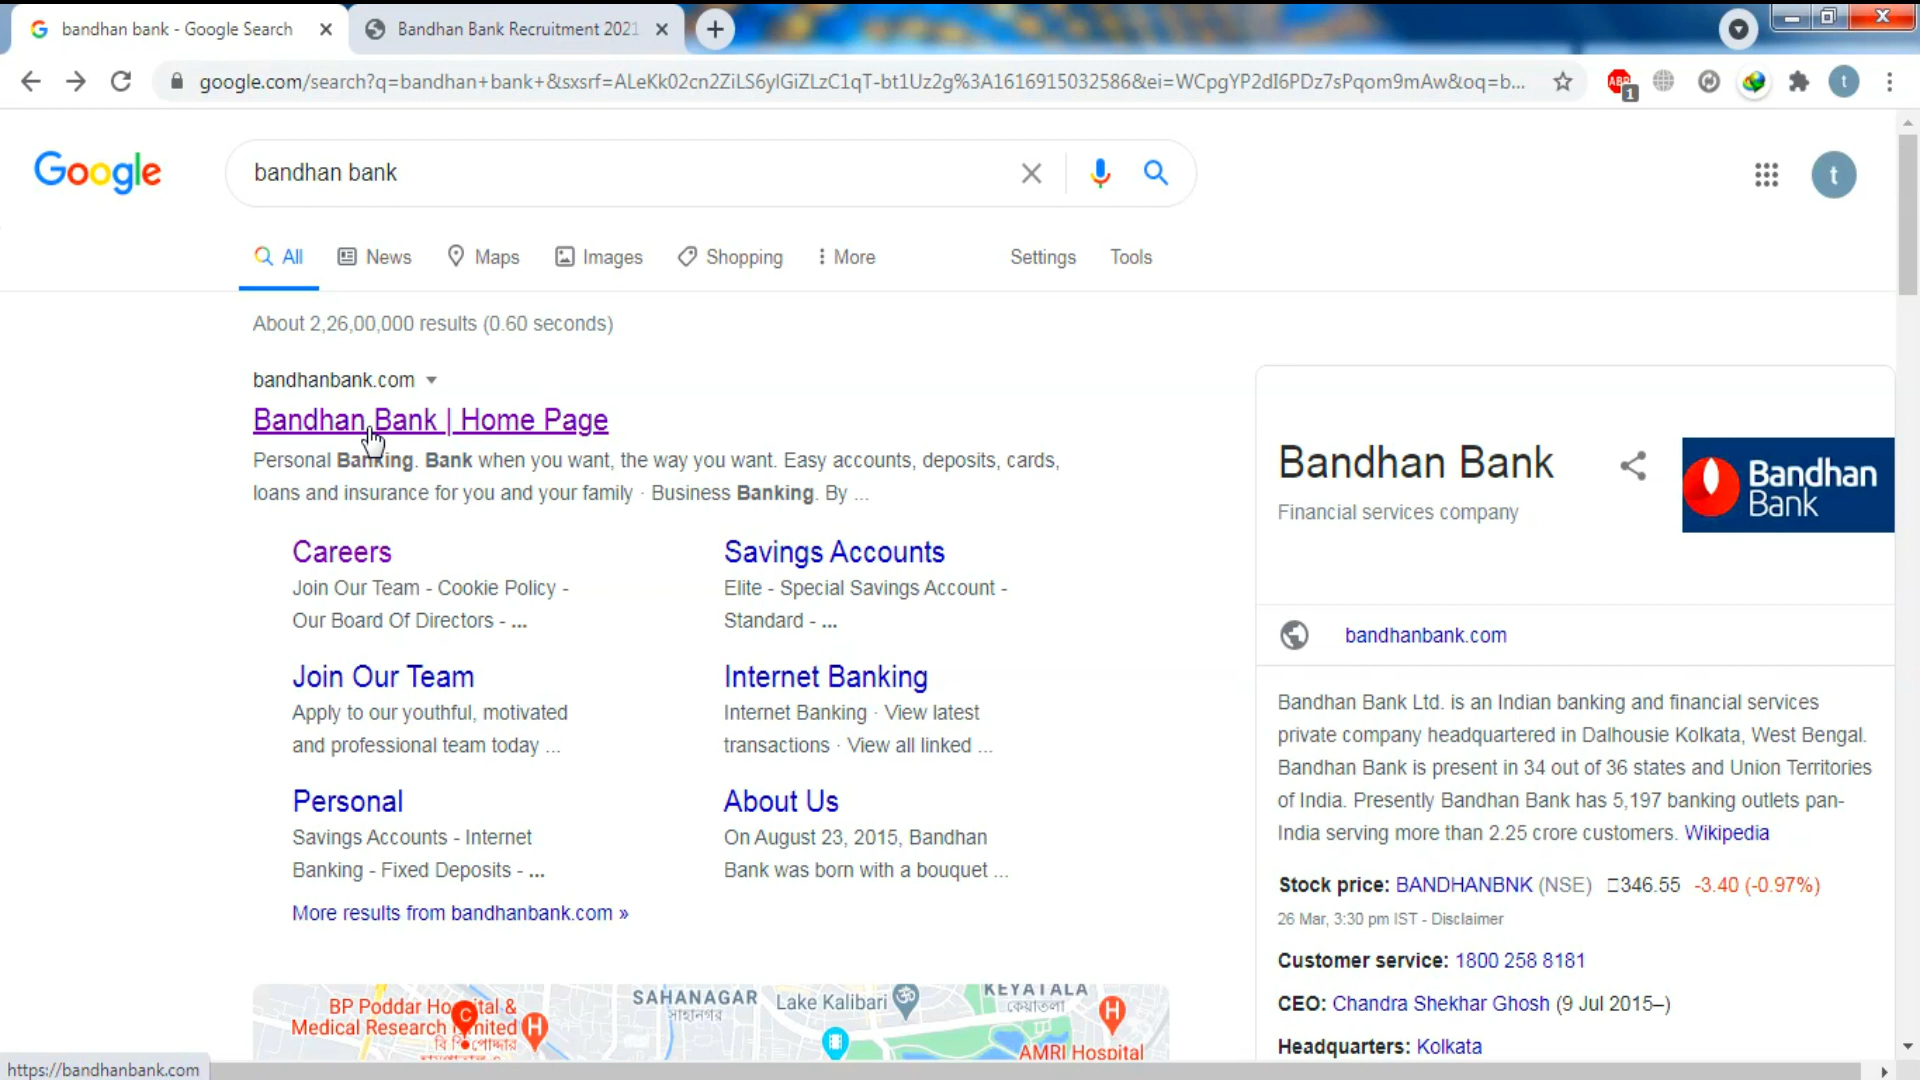 bandhan bank - Google Search
Bandhan Bank Recruitment 2021
google.com/search?q=bandhan+bank+&sxsrf=ALeKk02cn2ZiLS6yIGiZLzC1qT-bt1Uz2g%3A1616915032586&ei=WCpgYP2dI6PDz7sPqom9mAw&oq=b...
ABP
1
t
Google
bandhan bank
t
All
News
Maps
Images
Shopping
More
Settings
Tools
About 2,26,00,000 results (0.60 seconds)
bandhanbank.com
Bandhan Bank | Home Page
Personal Banking. Bank when you want, the way you want. Easy accounts, deposits, cards,
loans and insurance for you and your family · Business Banking. By ...
Careers
Join Our Team - Cookie Policy -
Our Board Of Directors - ...
Savings Accounts
Elite - Special Savings Account -
Standard - ...
Join Our Team
Apply to our youthful, motivated
and professional team today ...
Internet Banking
Internet Banking · View latest
transactions · View all linked ...
Personal
Savings Accounts - Internet
Banking - Fixed Deposits - ...
About Us
On August 23, 2015, Bandhan
Bank was born with a bouquet ...
More results from bandhanbank.com »
BP Poddar Hospital &
Medical Research Limited
SAHANAGAR
সাহানগর
Lake Kalibari
KEYATALA
কেয়াতলা
AMRI Hospital
C
H
H
Bandhan Bank
Financial services company
Bandhan
Bank
bandhanbank.com
Bandhan Bank Ltd. is an Indian banking and financial services
private company headquartered in Dalhousie Kolkata, West Bengal.
Bandhan Bank is present in 34 out of 36 states and Union Territories
of India. Presently Bandhan Bank has 5,197 banking outlets pan-
India serving more than 2.25 crore customers. Wikipedia
Stock price: BANDHANBNK (NSE) □346.55 -3.40 (-0.97%)
26 Mar, 3:30 pm IST - Disclaimer
Customer service: 1800 258 8181
CEO: Chandra Shekhar Ghosh (9 Jul 2015–)
Headquarters: Kolkata
https://bandhanbank.com